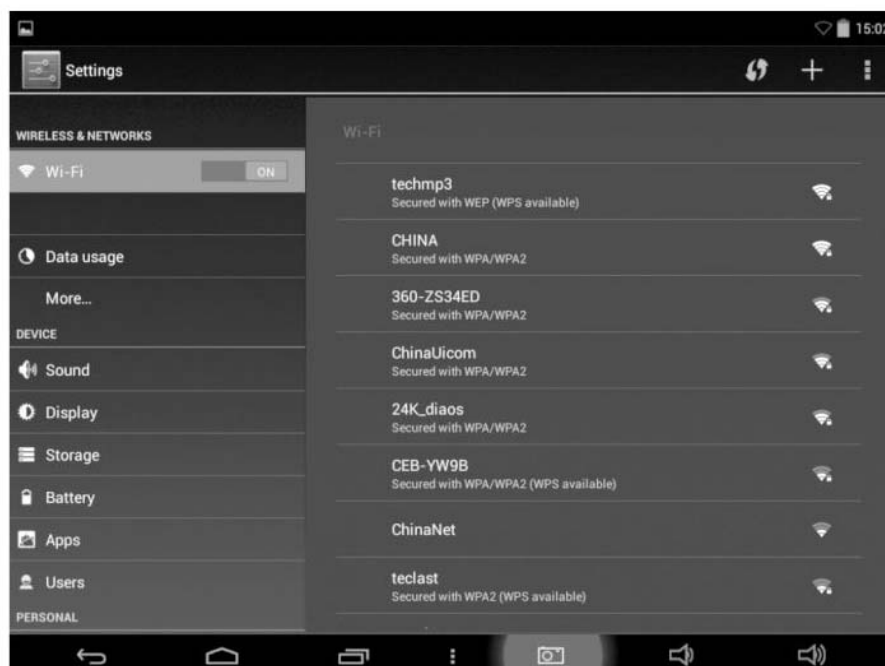 15:02
Settings
WIRELESS & NETWORKS
Wi-Fi
ON
Data usage
More...
DEVICE
Sound
Display
Storage
Battery
Apps
Users
PERSONAL
Wi-Fi
techmp3
Secured with WEP (WPS available)
CHINA
Secured with WPA/WPA2
360-ZS34ED
Secured with WPA/WPA2
ChinaUicom
Secured with WPA/WPA2
24K_diaos
Secured with WPA/WPA2
CEB-YW9B
Secured with WPA/WPA2 (WPS available)
ChinaNet
teclast
Secured with WPA2 (WPS available)